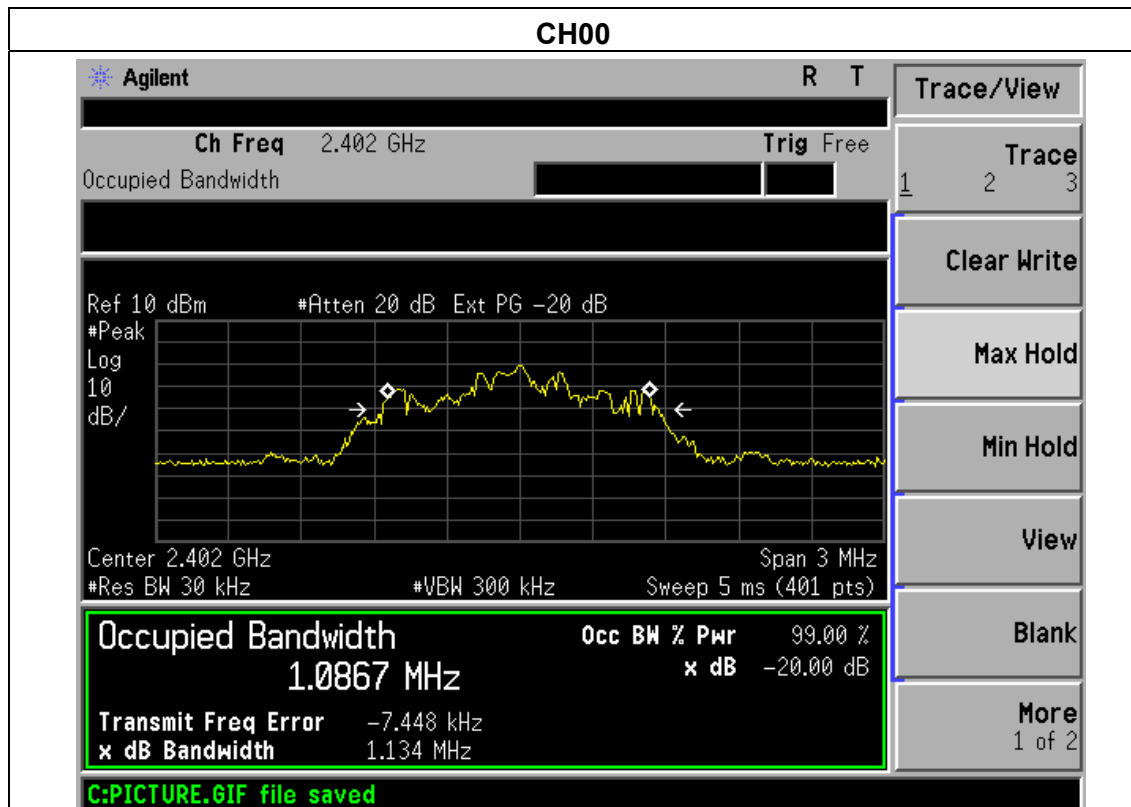 CH00
Agilent R T
Ch Freq 2.402 GHz Trig Free
Occupied Bandwidth
Ref 10 dBm #Atten 20 dB Ext PG -20 dB
#Peak
Log
10
dB/
Center 2.402 GHz Span 3 MHz
#Res BW 30 kHz #VBW 300 kHz Sweep 5 ms (401 pts)
Occupied Bandwidth Occ BW % Pwr 99.00 %
1.0867 MHz x dB -20.00 dB
Transmit Freq Error -7.448 kHz
x dB Bandwidth 1.134 MHz
C:PICTURE.GIF file saved
Trace/View
Trace
1 2 3
Clear Write
Max Hold
Min Hold
View
Blank
More
1 of 2